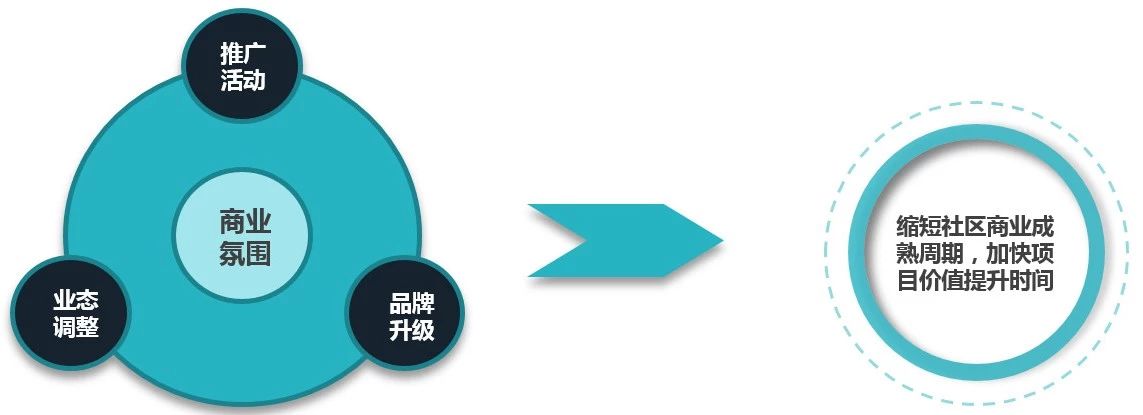 推广
活动
商业
氛围
业态
调整
品牌
升级
缩短社区商业成
熟周期，加快项
目价值提升时间